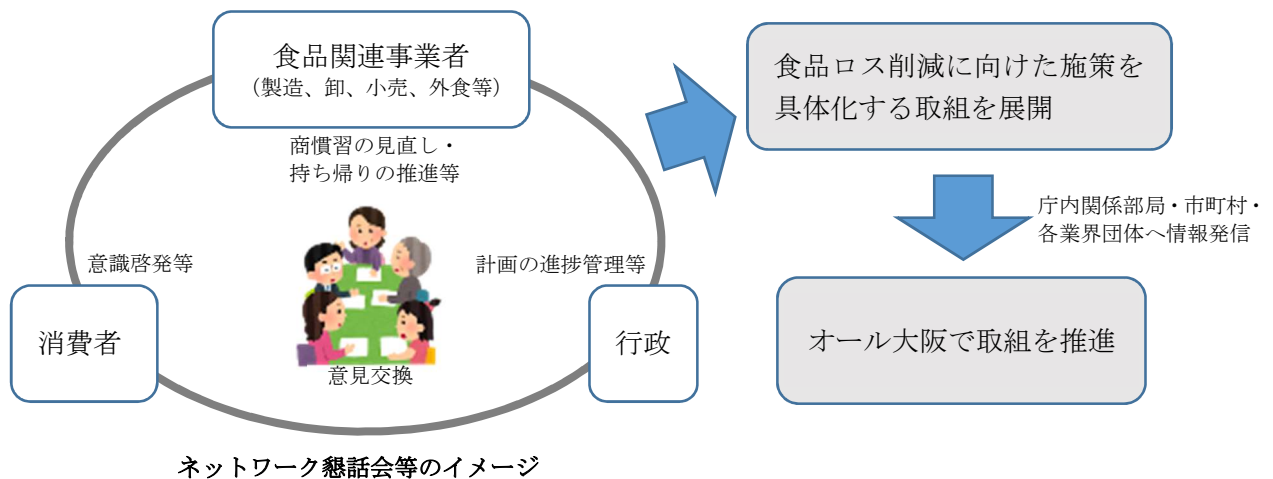 食品関連事業者
（製造、卸、小売、外食等）
商慣習の見直し・
持ち帰りの推進等
意識啓発等
計画の進捗管理等
消費者
行政
意見交換
ネットワーク懇話会等のイメージ
食品ロス削減に向けた施策を
具体化する取組を展開
庁内関係部局・市町村・
各業界団体へ情報発信
オール大阪で取組を推進